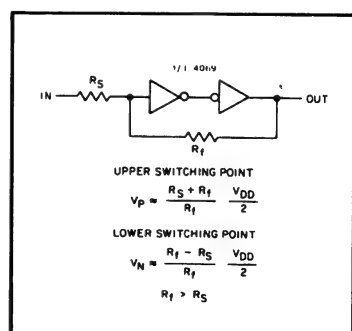 1/1 4069
RS
IN
OUT
Rf
UPPER SWITCHING POINT
VP ≈ RS + Rf / Rf VDD / 2
LOWER SWITCHING POINT
VN ≈ Rf - RS / Rf VDD / 2
Rf > RS